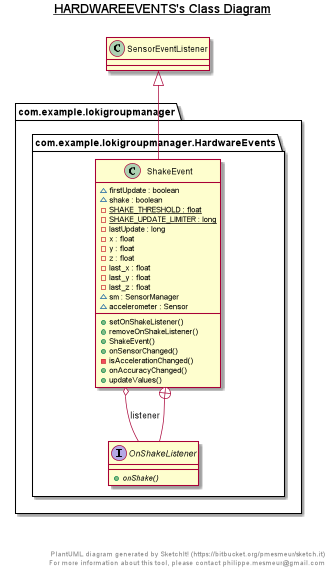 HARDWAREEVENTS's Class Diagram
C SensorEventListener
com.example.lokigroupmanager
com.example.lokigroupmanager.HardwareEvents
C ShakeEvent
firstUpdate : boolean
shake : boolean
SHAKE_THRESHOLD : float
SHAKE_UPDATE_LIMITER : long
lastUpdate : long
x : float
y : float
z : float
last_x : float
last_y : float
last_z : float
sm : SensorManager
accelerometer : Sensor
setOnShakeListener()
removeOnShakeListener()
ShakeEvent()
onSensorChanged()
isAccelerationChanged()
onAccuracyChanged()
updateValues()
listener
I OnShakeListener
onShake()
PlantUML diagram generated by SketchIt! (https://bitbucket.org/pmesmeur/sketch.it)
For more information about this tool, please contact philippe.mesmeur@gmail.com